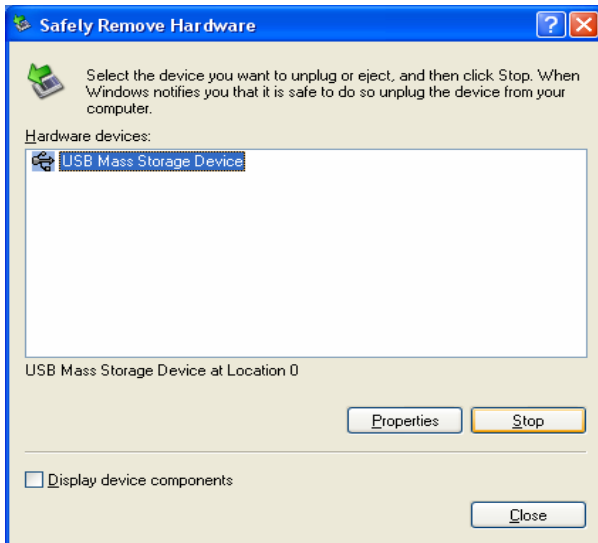 Safely Remove Hardware
Select the device you want to unplug or eject, and then click Stop. When
Windows notifies you that it is safe to do so unplug the device from your
computer.
Hardware devices:
USB Mass Storage Device
USB Mass Storage Device at Location 0
Properties Stop
Display device components
Close